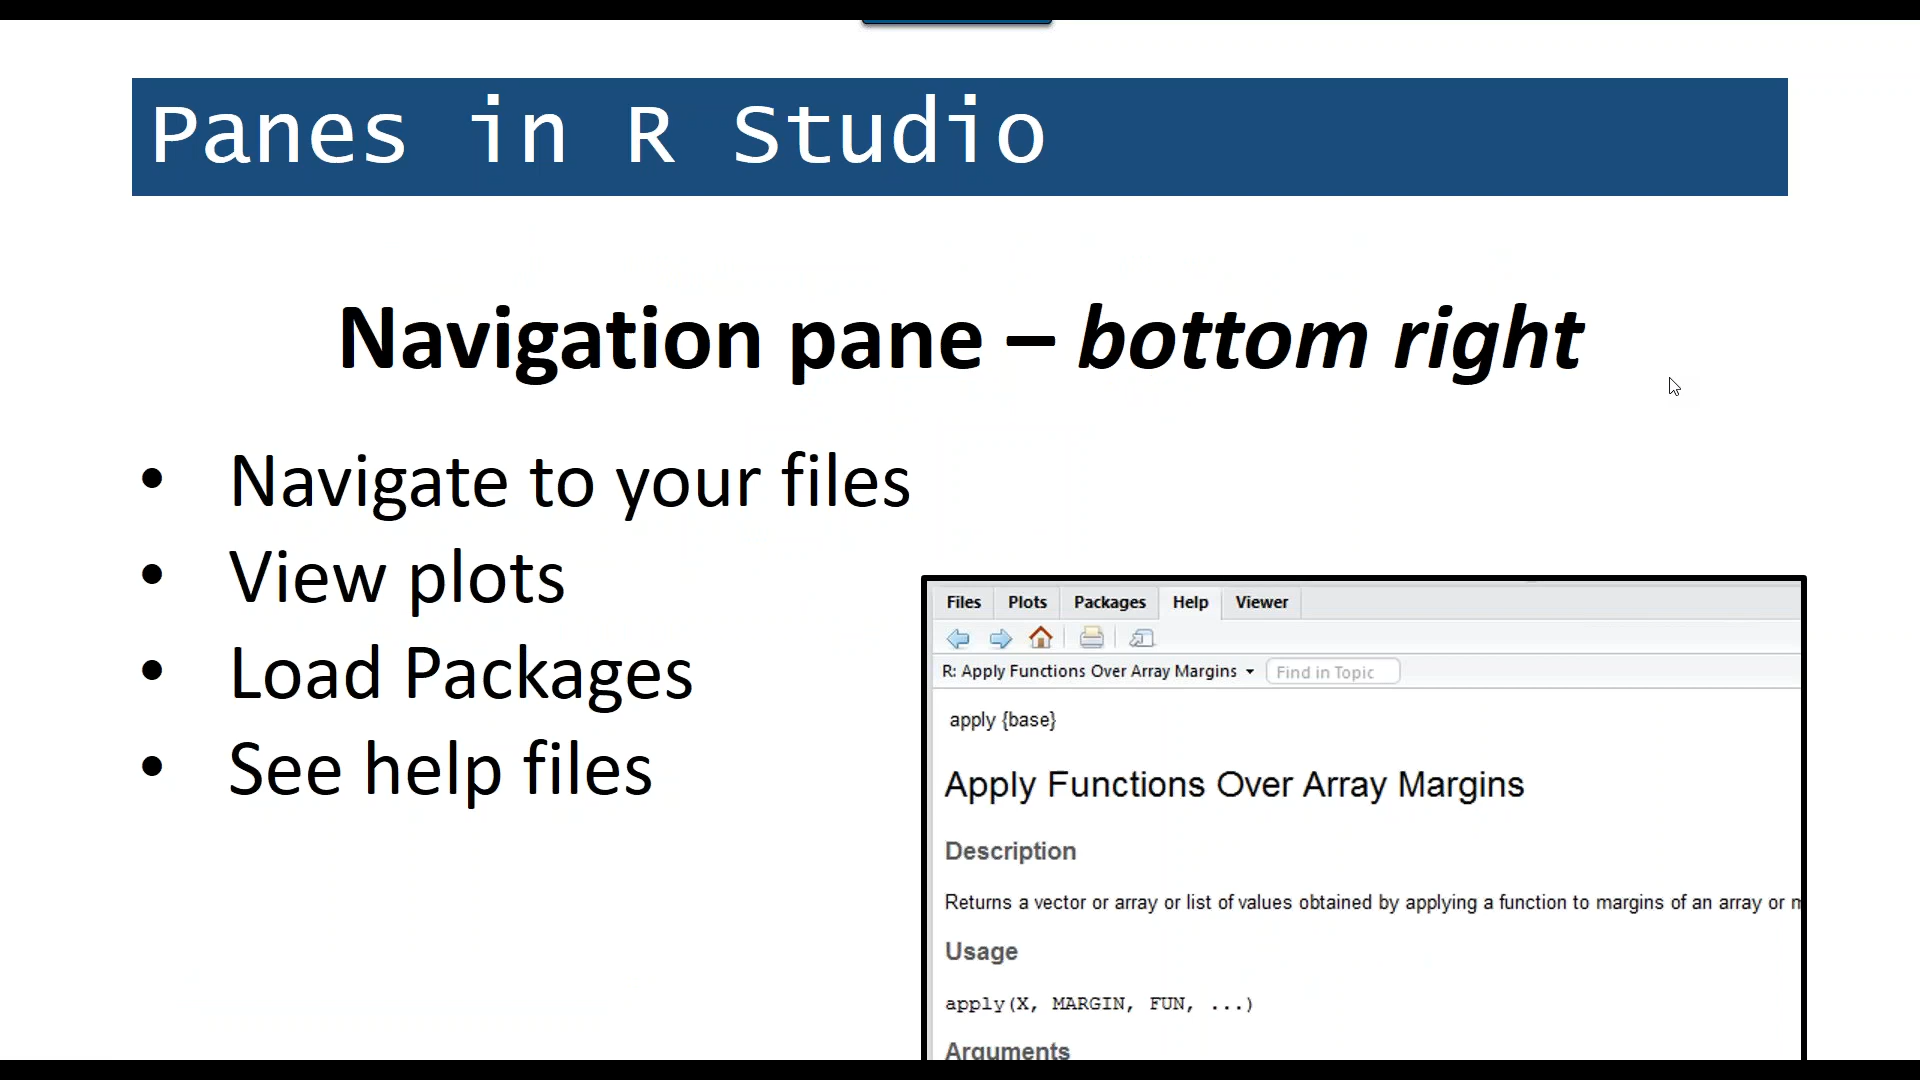 Panes in R Studio
Navigation pane – bottom right
• Navigate to your files
• View plots
• Load Packages
• See help files
Files Plots Packages Help Viewer
R: Apply Functions Over Array Margins Find in Topic
apply {base}
Apply Functions Over Array Margins
Description
Returns a vector or array or list of values obtained by applying a function to margins of an array or
Usage
apply(X, MARGIN, FUN, ...)
Arguments